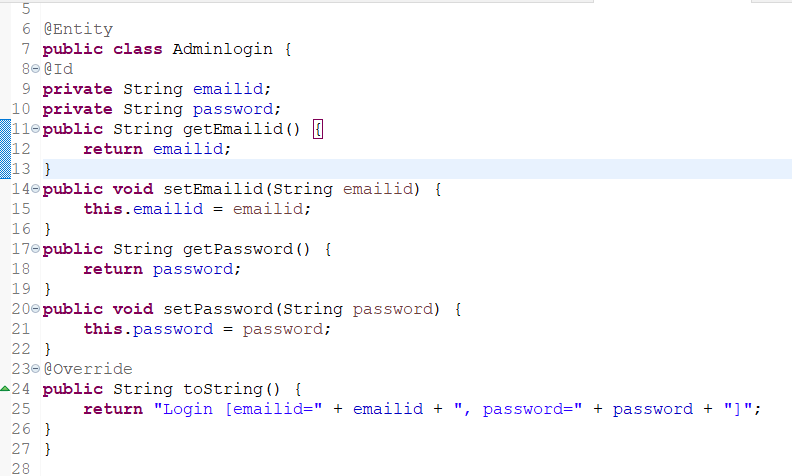 5
6 @Entity
7 public class Adminlogin {
8 @Id
9 private String emailid;
10 private String password;
11 public String getEmailid() {
12     return emailid;
13 }
14 public void setEmailid(String emailid) {
15     this.emailid = emailid;
16 }
17 public String getPassword() {
18     return password;
19 }
20 public void setPassword(String password) {
21     this.password = password;
22 }
23 @Override
24 public String toString() {
25     return "Login [emailid=" + emailid + ", password=" + password + "]";
26 }
27 }
28